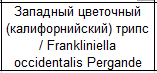 Западный цветочный
(калифорнийский) трипс
/ Frankliniella
occidentalis Pergande